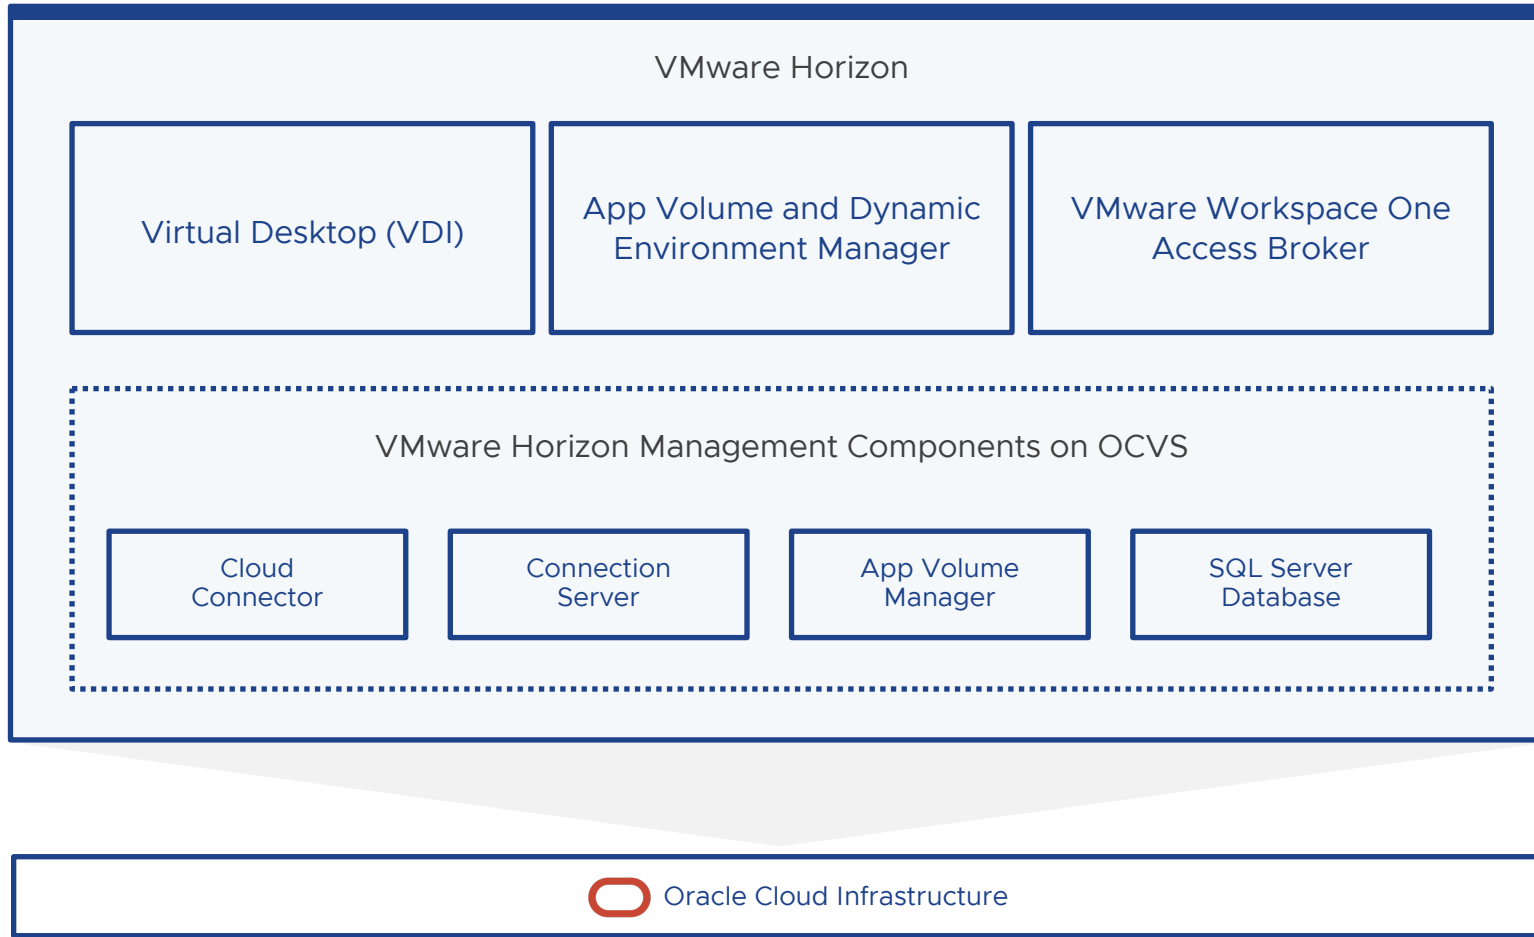 VMware Horizon
Virtual Desktop (VDI)
App Volume and Dynamic
Environment Manager
VMware Workspace One
Access Broker
VMware Horizon Management Components on OCVS
Cloud
Connector
Connection
Server
App Volume
Manager
SQL Server
Database
Oracle Cloud Infrastructure